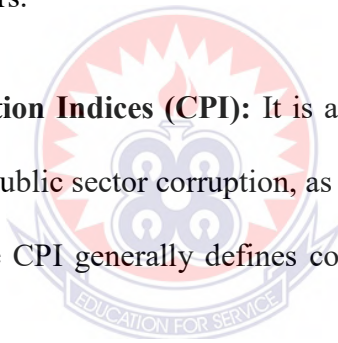 rs.
tion Indices (CPI): It is a
ublic sector corruption, as
CPI generally defines co
EDUCATION FOR SERVICE